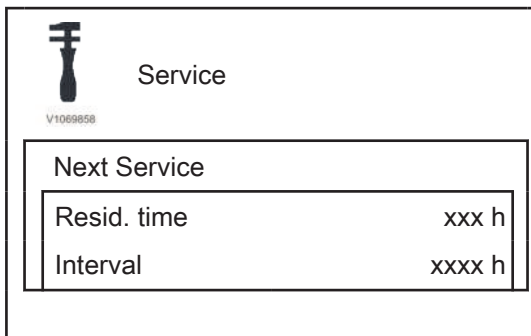 Service
V1069858
Next Service
Resid. time xxx h
Interval xxxx h